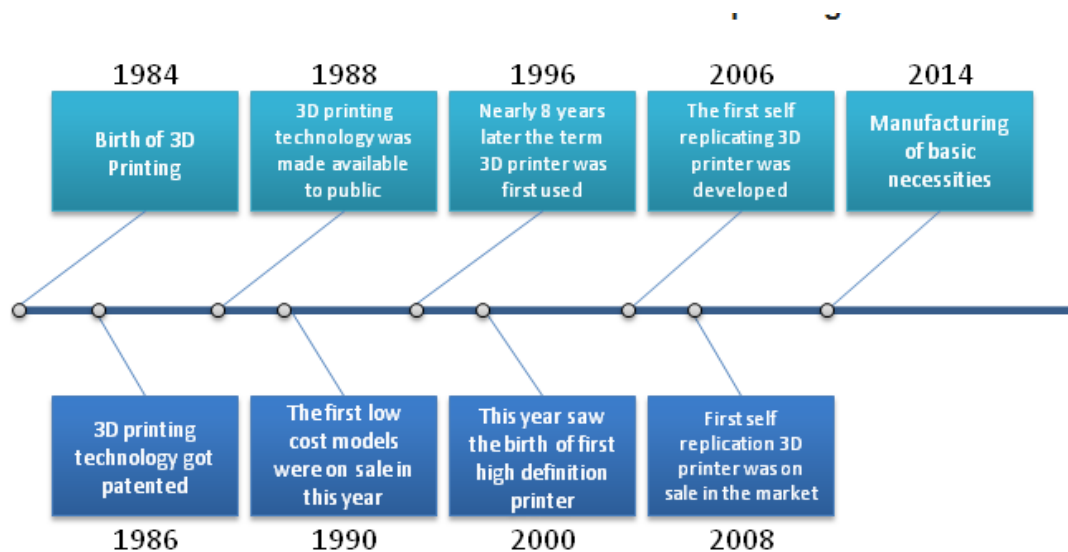 1984
1988
1996
2006
2014
Birth of 3D
Printing
3D printing
technology was
made available
to public
Nearly 8 years
later the term
3D printer was
first used
The first self
replicating 3D
printer was
developed
Manufacturing
of basic
necessities
3D printing
technology got
patented
The first low
cost models
were on sale in
this year
This year saw
the birth of first
high definition
printer
First self
replication 3D
printer was on
sale in the market
1986
1990
2000
2008